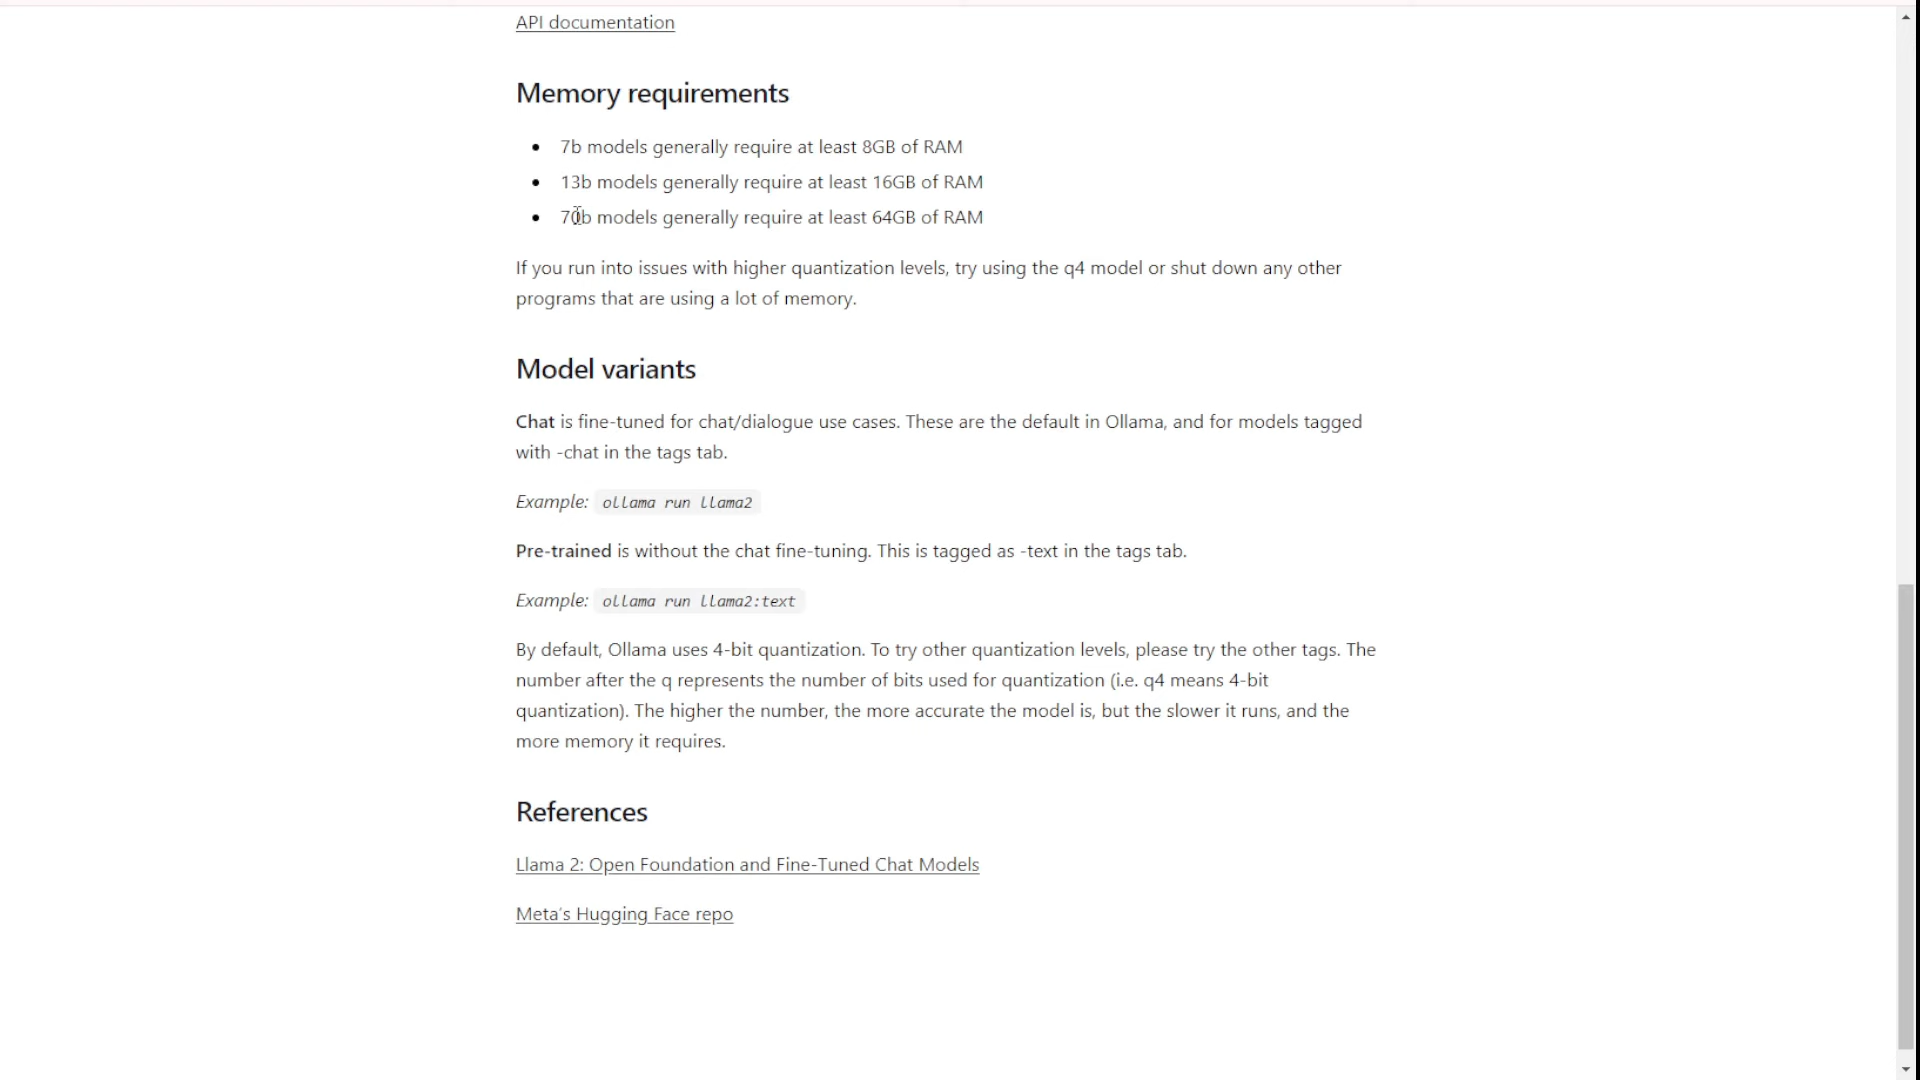 API documentation
Memory requirements
7b models generally require at least 8GB of RAM
13b models generally require at least 16GB of RAM
70b models generally require at least 64GB of RAM
If you run into issues with higher quantization levels, try using the q4 model or shut down any other
programs that are using a lot of memory.
Model variants
Chat is fine-tuned for chat/dialogue use cases. These are the default in Ollama, and for models tagged
with -chat in the tags tab.
Example: ollama run llama2
Pre-trained is without the chat fine-tuning. This is tagged as -text in the tags tab.
Example: ollama run llama2:text
By default, Ollama uses 4-bit quantization. To try other quantization levels, please try the other tags. The
number after the q represents the number of bits used for quantization (i.e. q4 means 4-bit
quantization). The higher the number, the more accurate the model is, but the slower it runs, and the
more memory it requires.
References
Llama 2: Open Foundation and Fine-Tuned Chat Models
Meta's Hugging Face repo